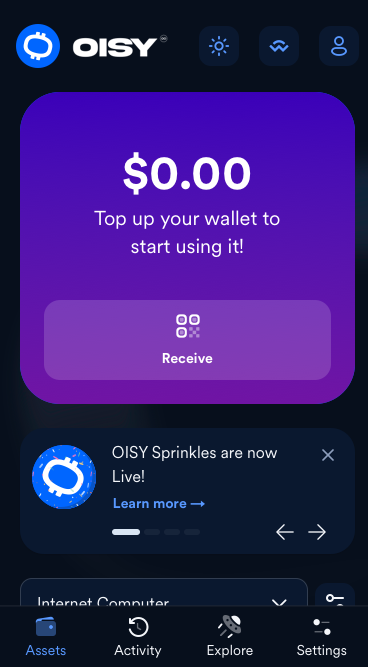 OISY
$0.00
Top up your wallet to
start using it!
Receive
OISY Sprinkles are now
Live!
Learn more →
Internet Computer
Assets
Activity
Explore
Settings